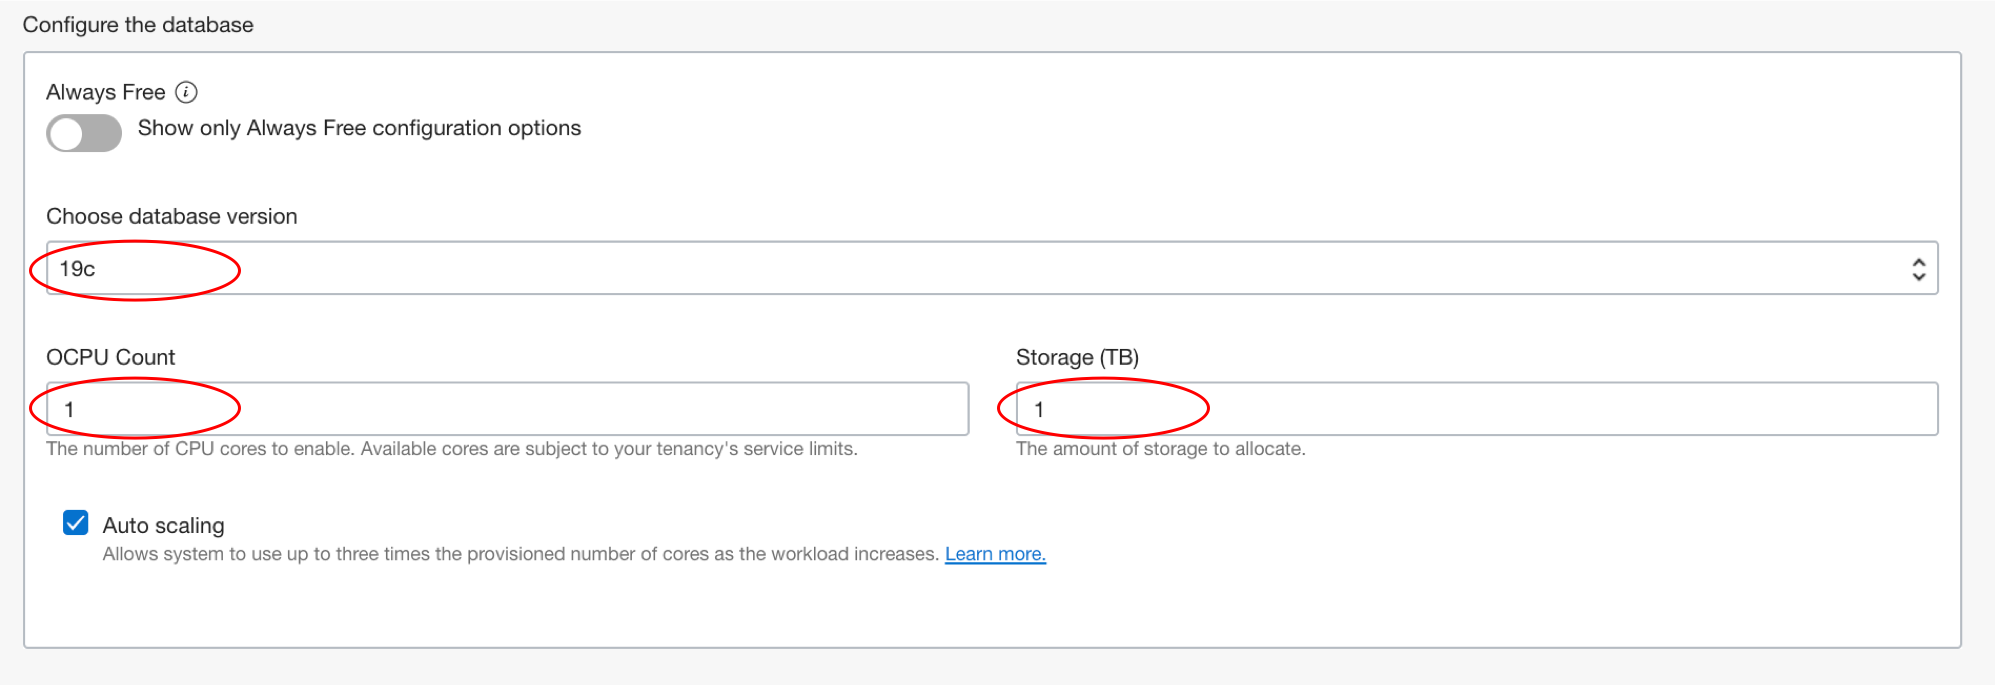 Configure the database
Always Free
Show only Always Free configuration options
Choose database version
19c
OCPU Count
1
The number of CPU cores to enable. Available cores are subject to your tenancy's service limits.
Storage (TB)
1
The amount of storage to allocate.
Auto scaling
Allows system to use up to three times the provisioned number of cores as the workload increases. Learn more.